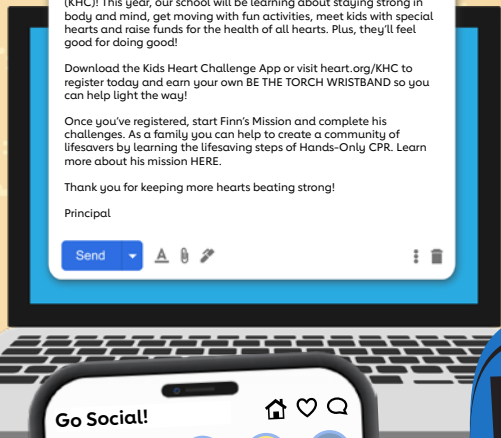 (KHC)! This year, our school will be learning about staying strong in
body and mind, get moving with fun activities, meet kids with special
hearts and raise funds for the health of all hearts. Plus, they'll feel
good for doing good!
Download the Kids Heart Challenge App or visit heart.org/KHC to
register today and earn your own BE THE TORCH WRISTBAND so you
can help light the way!
Once you've registered, start Finn's Mission and complete his
challenges. As a family you can help to create a community of
lifesavers by learning the lifesaving steps of Hands-Only CPR. Learn
more about his mission HERE.
Thank you for keeping more hearts beating strong!
Principal
Send
Go Social!